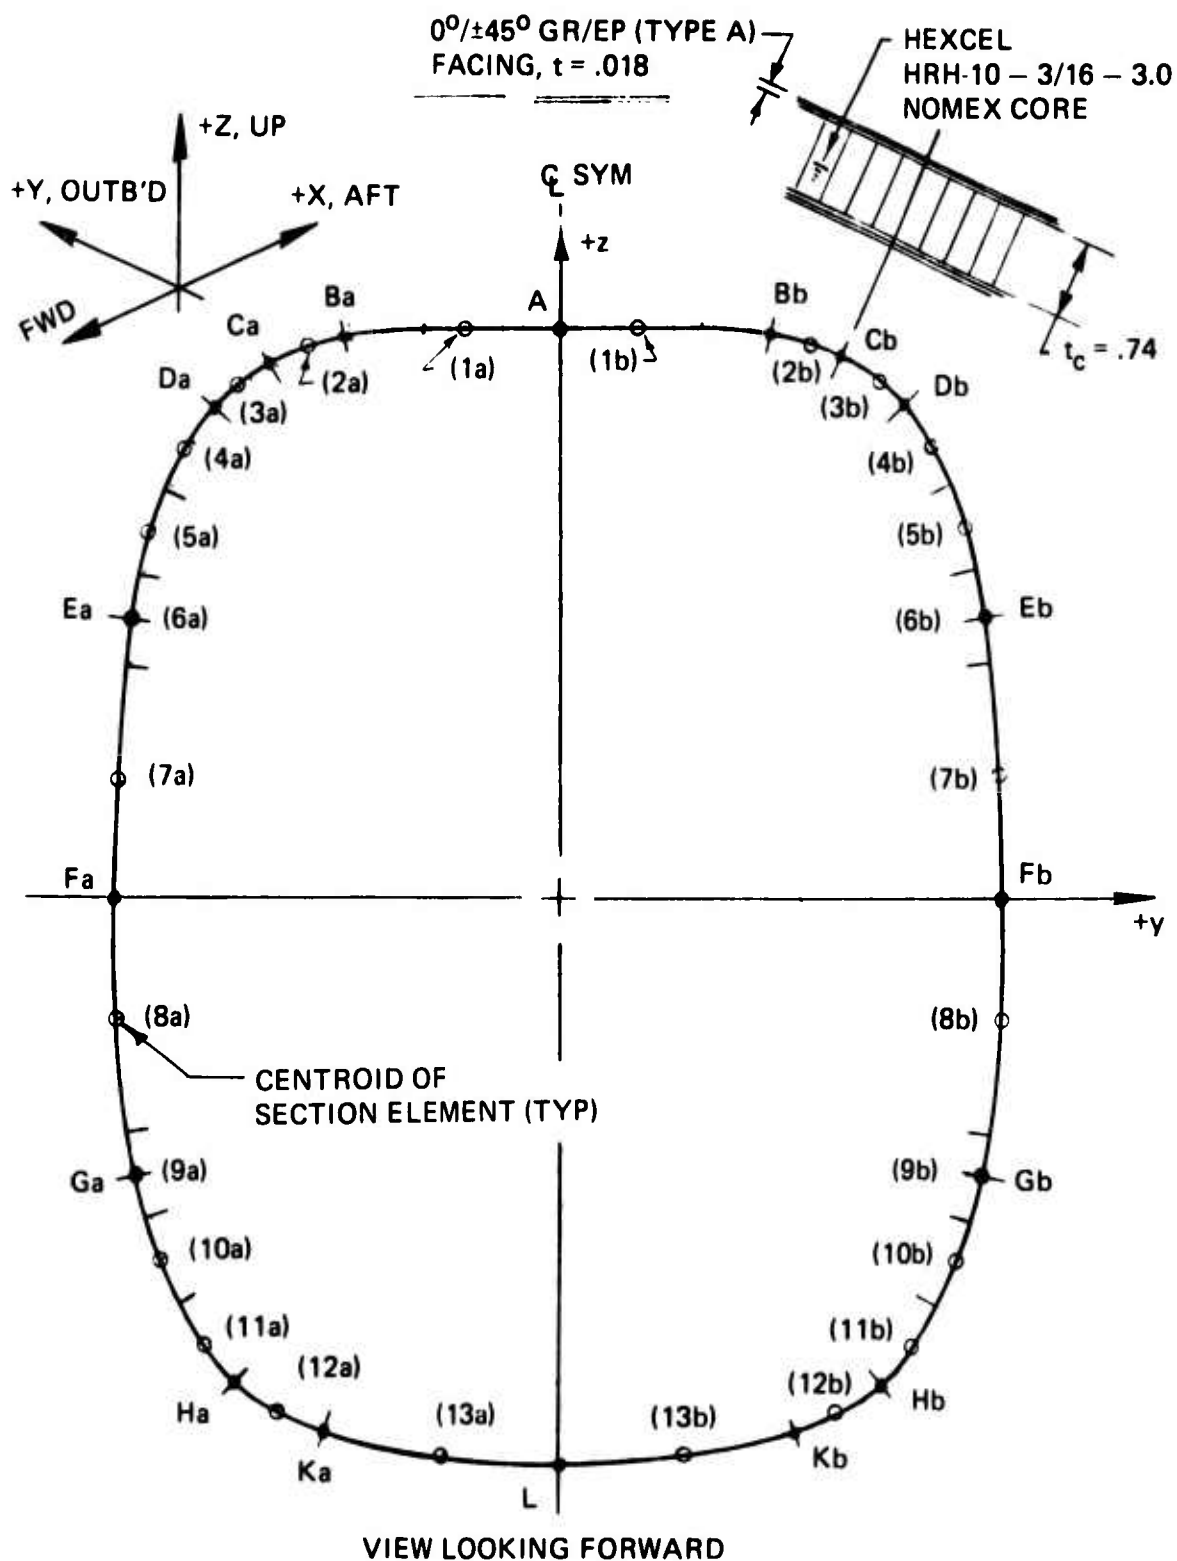 0°/±45° GR/EP (TYPE A)
FACING, t = .018
HEXCEL
HRH-10 – 3/16 – 3.0
NOMEX CORE
+Z, UP
+Y, OUTB'D
+X, AFT
FWD
℄ SYM
+z
t_c = .74
A
Ba
Bb
Ca
Cb
Da
Db
(1a)
(1b)
(2a)
(2b)
(3a)
(3b)
(4a)
(4b)
(5a)
(5b)
Ea
(6a)
(6b)
Eb
(7a)
(7b)
Fa
Fb
+y
(8a)
(8b)
CENTROID OF
SECTION ELEMENT (TYP)
Ga
(9a)
(9b)
Gb
(10a)
(10b)
(11a)
(11b)
(12a)
(12b)
Ha
Hb
(13a)
(13b)
Ka
Kb
L
VIEW LOOKING FORWARD